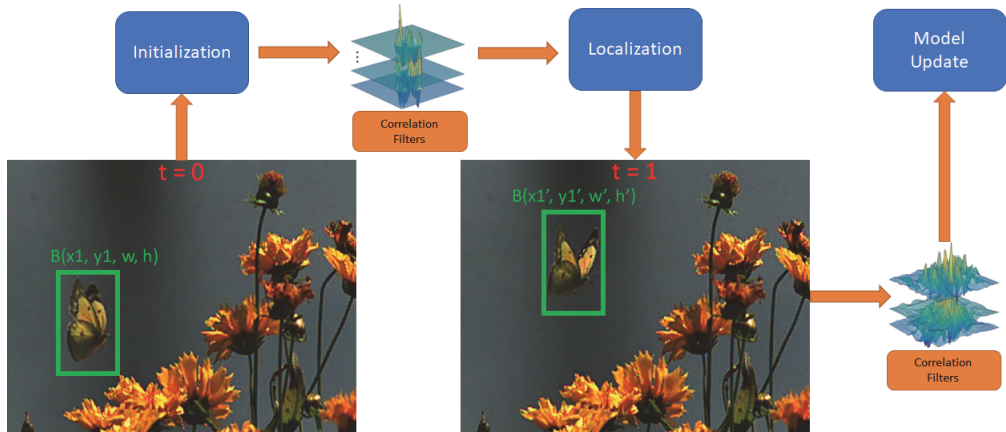 Initialization
Localization
Model
Update
⋮
Correlation
Filters
t = 0
t = 1
B(x1, y1, w, h)
B(x1’, y1’, w’, h’)
Correlation
Filters